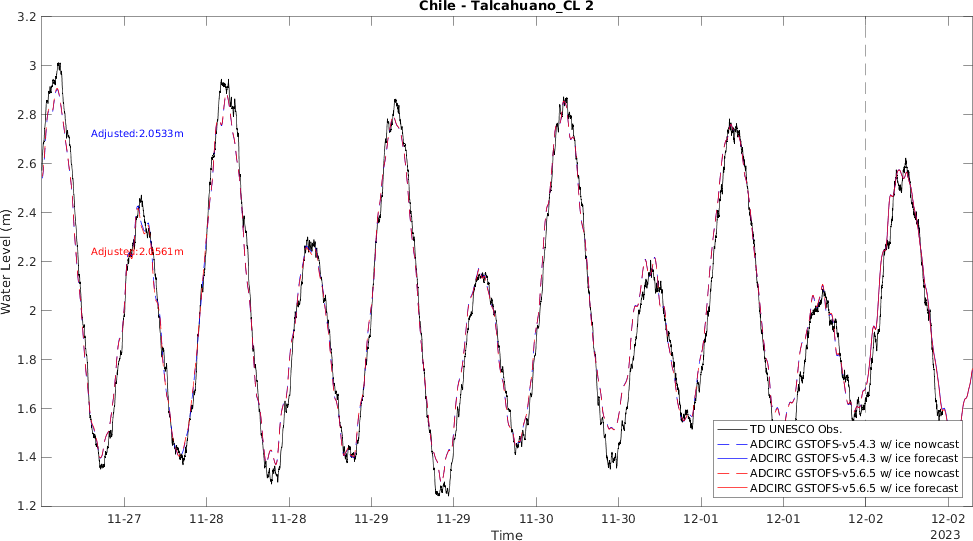 Chile - Talcahuano_CL 2
3.2
3
2.8
2.6
2.4
2.2
2
1.8
1.6
1.4
1.2
Water Level (m)
Adjusted:2.0533m
Adjusted:2.0561m
TD UNESCO Obs.
ADCIRC GSTOFS-v5.4.3 w/ ice nowcast
ADCIRC GSTOFS-v5.4.3 w/ ice forecast
ADCIRC GSTOFS-v5.6.5 w/ ice nowcast
ADCIRC GSTOFS-v5.6.5 w/ ice forecast
11-27 11-28 11-28 11-29 11-29 11-30 11-30 12-01 12-01 12-02 12-02
2023
Time